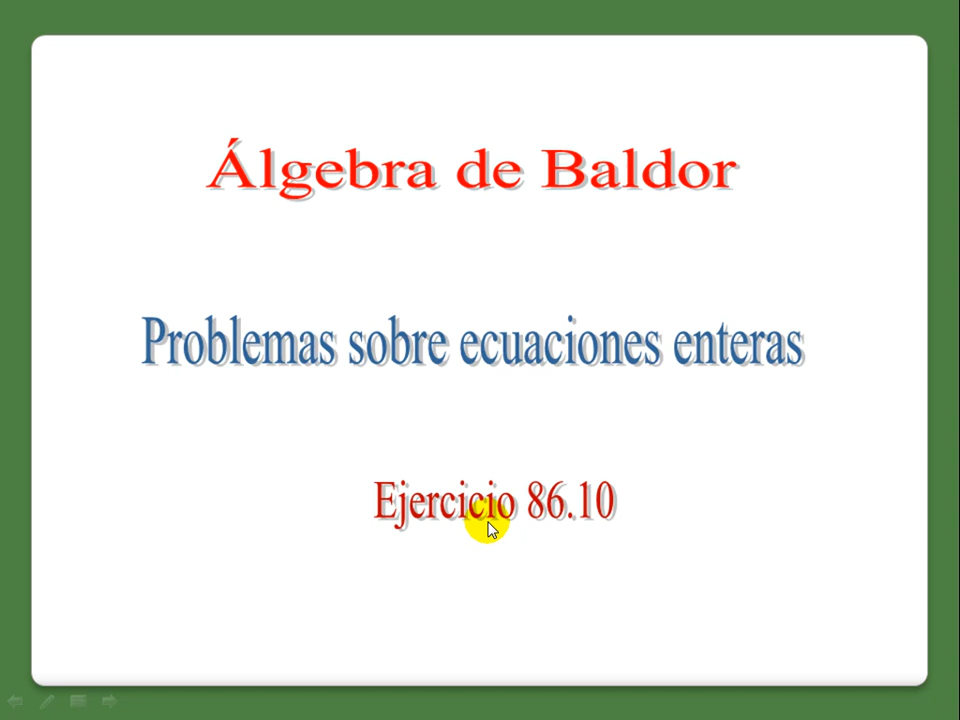 Álgebra de Baldor
Problemas sobre ecuaciones enteras
Ejercicio 86.10